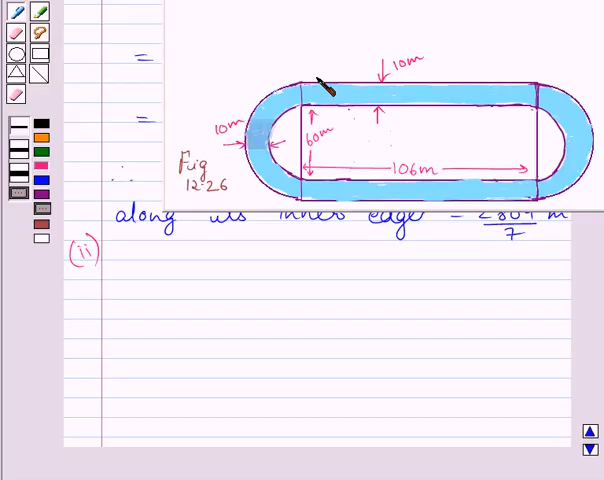 =
10m
=
10m
60m
Fig
12.26
106m
∴
along its inner edge = 2804/7 m
(ii)